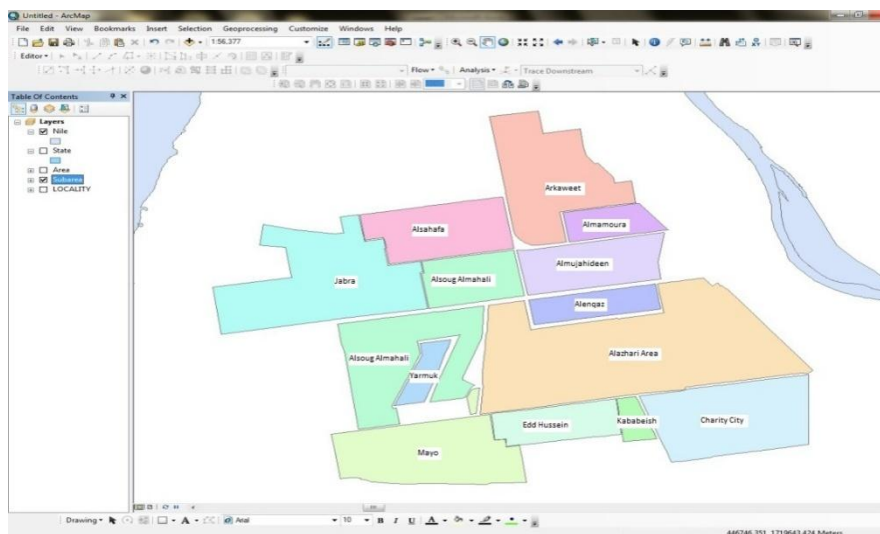 Untitled - ArcMap
File Edit View Bookmarks Insert Selection Geoprocessing Customize Windows Help
1:56,377
Editor
Flow Analysis Trace Downstream
Table Of Contents
Layers
Nile
State
Area
Subarea
LOCALITY
Arkaweet
Almamoura
Alsahafa
Almujahideen
Jabra
Alsoug Almahali
Alenqaz
Alsoug Almahali
Alazhari Area
Yarmuk
Edd Hussein
Kababeish
Charity City
Mayo
Drawing
Arial
10
B I U A
446746.351 1719643.424 Meters